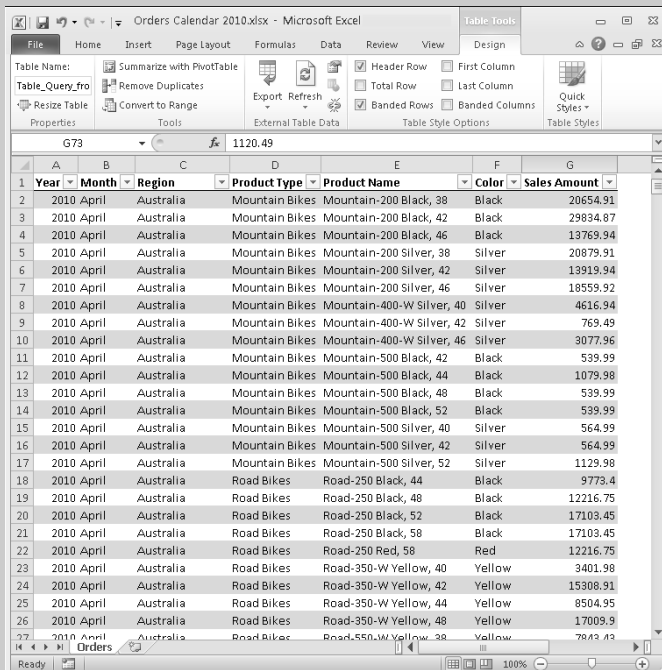 Orders Calendar 2010.xlsx - Microsoft Excel
Table Tools
File Home Insert Page Layout Formulas Data Review View Design
Table Name:
Table_Query_fro
Resize Table
Properties
Summarize with PivotTable
Remove Duplicates
Convert to Range
Tools
Export Refresh
External Table Data
Header Row First Column
Total Row Last Column
Banded Rows Banded Columns
Table Style Options
Quick
Styles
Table Styles
G73 fx 1120.49
A B C D E F G
1 Year Month Region Product Type Product Name Color Sales Amount
2 2010 April Australia Mountain Bikes Mountain-200 Black, 38 Black 20654.91
3 2010 April Australia Mountain Bikes Mountain-200 Black, 42 Black 29834.87
4 2010 April Australia Mountain Bikes Mountain-200 Black, 46 Black 13769.94
5 2010 April Australia Mountain Bikes Mountain-200 Silver, 38 Silver 20879.91
6 2010 April Australia Mountain Bikes Mountain-200 Silver, 42 Silver 13919.94
7 2010 April Australia Mountain Bikes Mountain-200 Silver, 46 Silver 18559.92
8 2010 April Australia Mountain Bikes Mountain-400-W Silver, 40 Silver 4616.94
9 2010 April Australia Mountain Bikes Mountain-400-W Silver, 42 Silver 769.49
10 2010 April Australia Mountain Bikes Mountain-400-W Silver, 46 Silver 3077.96
11 2010 April Australia Mountain Bikes Mountain-500 Black, 42 Black 539.99
12 2010 April Australia Mountain Bikes Mountain-500 Black, 44 Black 1079.98
13 2010 April Australia Mountain Bikes Mountain-500 Black, 48 Black 539.99
14 2010 April Australia Mountain Bikes Mountain-500 Black, 52 Black 539.99
15 2010 April Australia Mountain Bikes Mountain-500 Silver, 40 Silver 564.99
16 2010 April Australia Mountain Bikes Mountain-500 Silver, 42 Silver 564.99
17 2010 April Australia Mountain Bikes Mountain-500 Silver, 52 Silver 1129.98
18 2010 April Australia Road Bikes Road-250 Black, 44 Black 9773.4
19 2010 April Australia Road Bikes Road-250 Black, 48 Black 12216.75
20 2010 April Australia Road Bikes Road-250 Black, 52 Black 17103.45
21 2010 April Australia Road Bikes Road-250 Black, 58 Black 17103.45
22 2010 April Australia Road Bikes Road-250 Red, 58 Red 12216.75
23 2010 April Australia Road Bikes Road-350-W Yellow, 40 Yellow 3401.98
24 2010 April Australia Road Bikes Road-350-W Yellow, 42 Yellow 15308.91
25 2010 April Australia Road Bikes Road-350-W Yellow, 44 Yellow 8504.95
26 2010 April Australia Road Bikes Road-350-W Yellow, 48 Yellow 17009.9
27 2010 April Australia Road Bikes Road-550-W Yellow, 38 Yellow 7843.43
Orders
Ready 100%